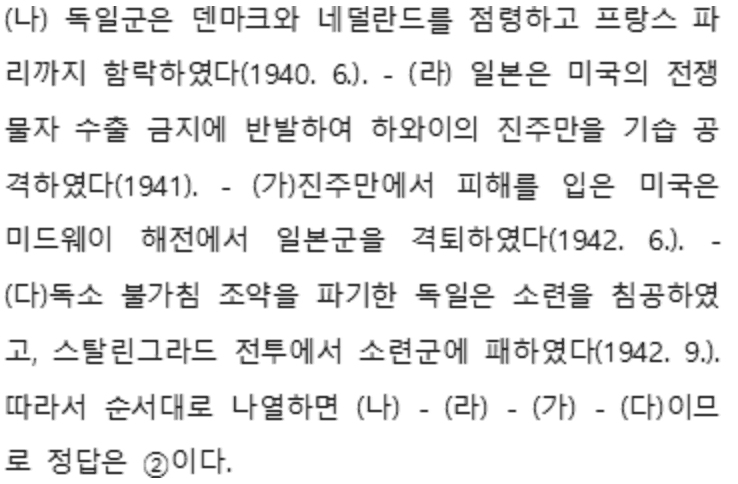 (나) 독일군은 덴마크와 네덜란드를 점령하고 프랑스 파
리까지 함락하였다(1940. 6.). - (라) 일본은 미국의 전쟁
물자 수출 금지에 반발하여 하와이의 진주만을 기습 공
격하였다(1941). - (가)진주만에서 피해를 입은 미국은
미드웨이 해전에서 일본군을 격퇴하였다(1942. 6.). -
(다)독소 불가침 조약을 파기한 독일은 소련을 침공하였
고, 스탈린그라드 전투에서 소련군에 패하였다(1942. 9.).
따라서 순서대로 나열하면 (나) - (라) - (가) - (다)이므
로 정답은 ②이다.